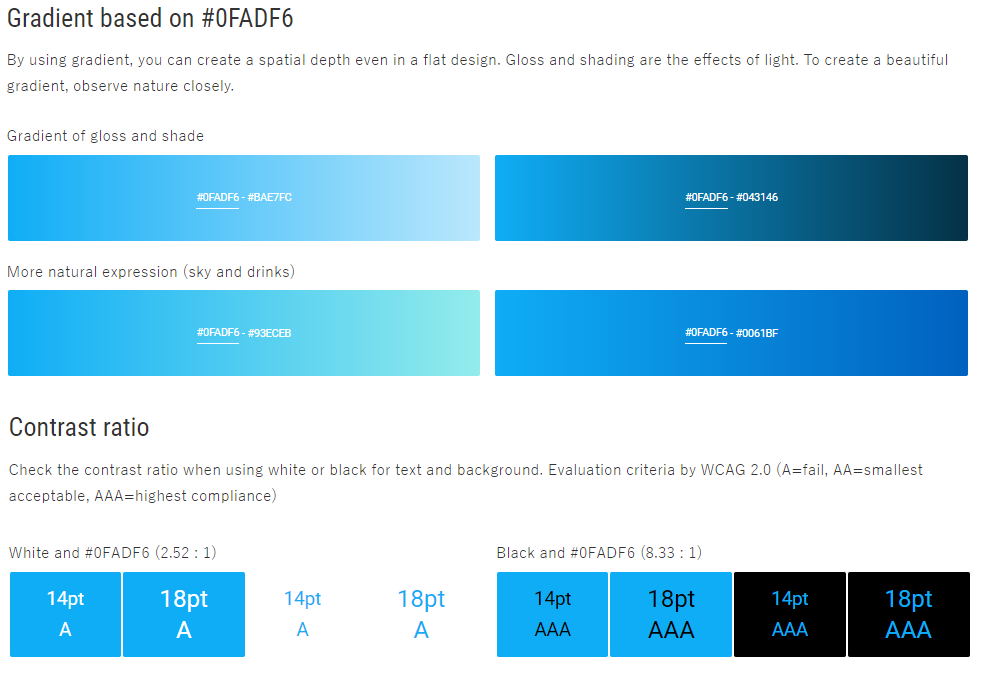 Gradient based on #0FADF6
By using gradient, you can create a spatial depth even in a flat design. Gloss and shading are the effects of light. To create a beautiful
gradient, observe nature closely.
Gradient of gloss and shade
#0FADF6 - #BAE7FC
#0FADF6 - #043146
More natural expression (sky and drinks)
#0FADF6 - #93ECEB
#0FADF6 - #0061BF
Contrast ratio
Check the contrast ratio when using white or black for text and background. Evaluation criteria by WCAG 2.0 (A=fail, AA=smallest
acceptable, AAA=highest compliance)
White and #0FADF6 (2.52 : 1)
14pt
A
18pt
A
14pt
A
18pt
A
Black and #0FADF6 (8.33 : 1)
14pt
AAA
18pt
AAA
14pt
AAA
18pt
AAA